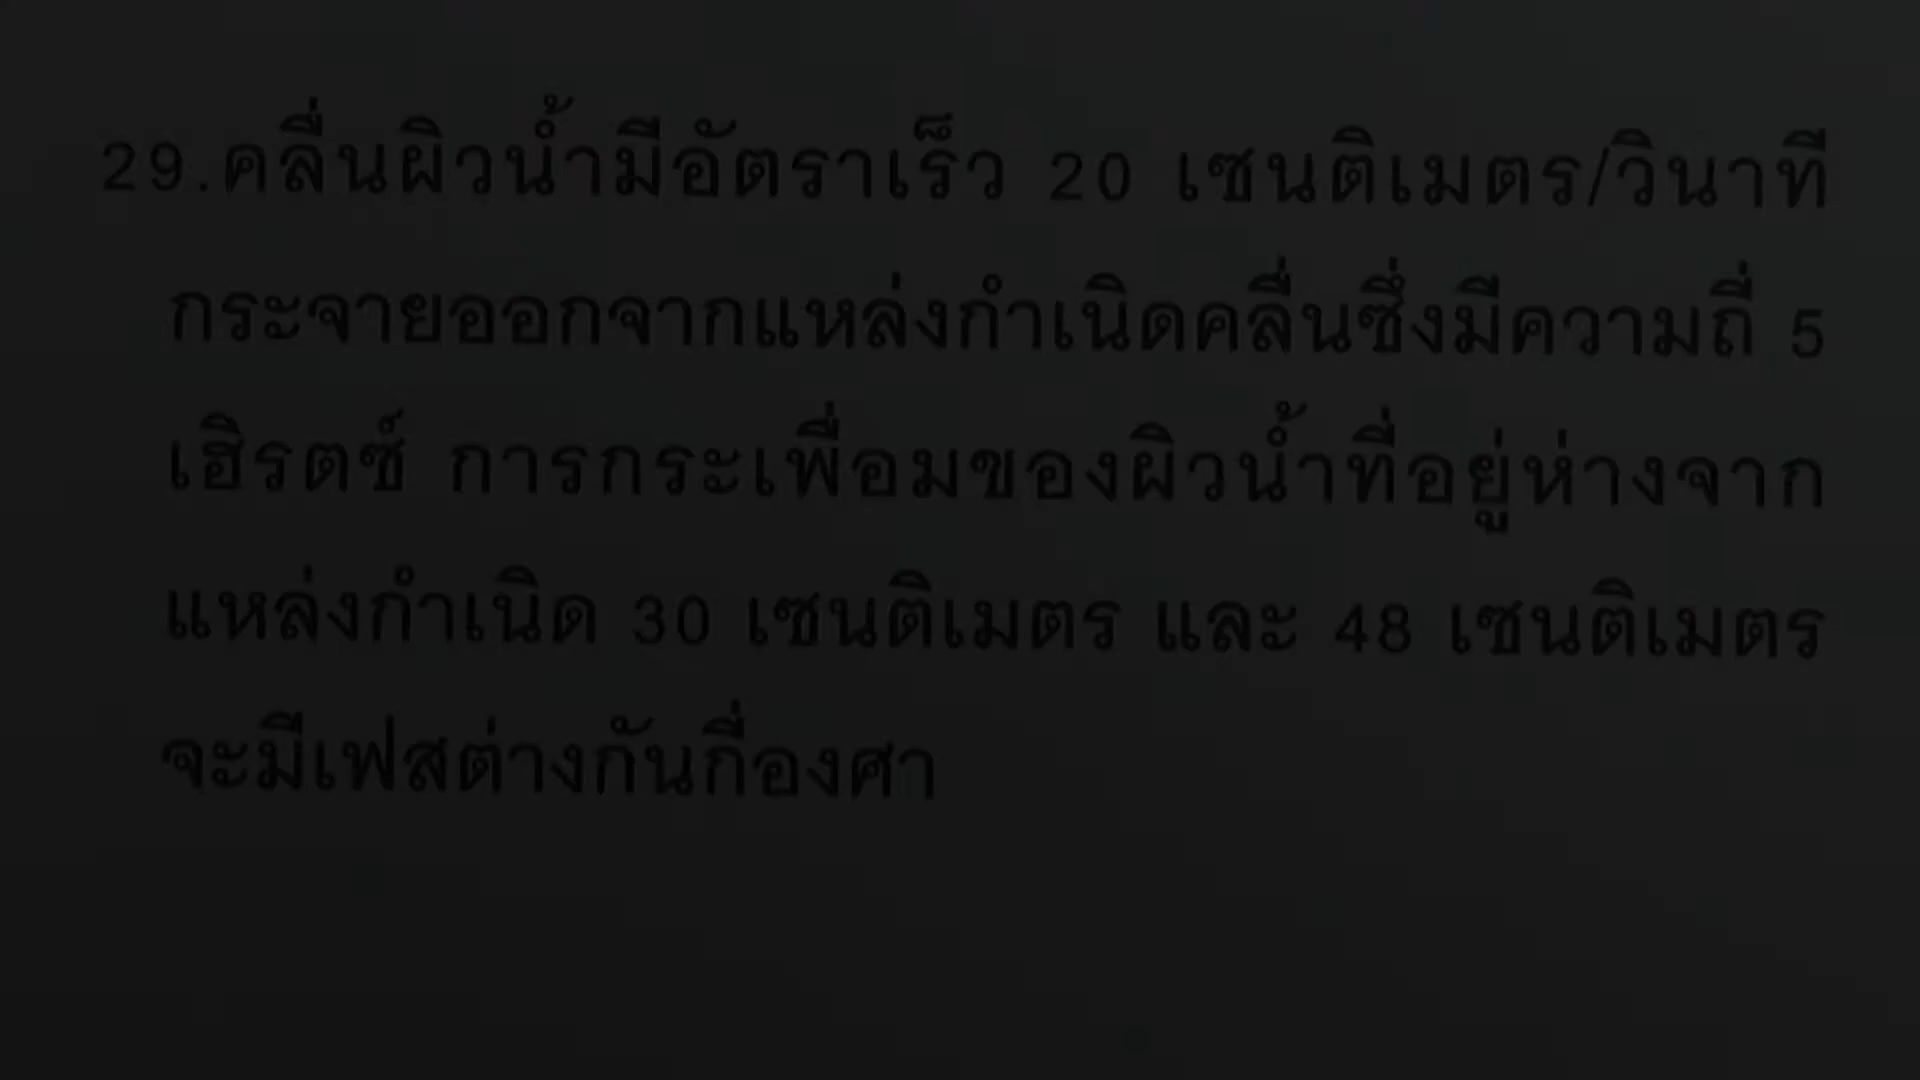 29.คลื่นผิวน้ำมีอัตราเร็ว 20 เซนติเมตร/วินาที
กระจายออกจากแหล่งกำเนิดคลื่นซึ่งมีความถี่ 5
เฮิรตซ์ การกระเพื่อมของผิวน้ำที่อยู่ห่างจาก
แหล่งกำเนิด 30 เซนติเมตร และ 48 เซนติเมตร
จะมีเฟสต่างกันกี่องศา